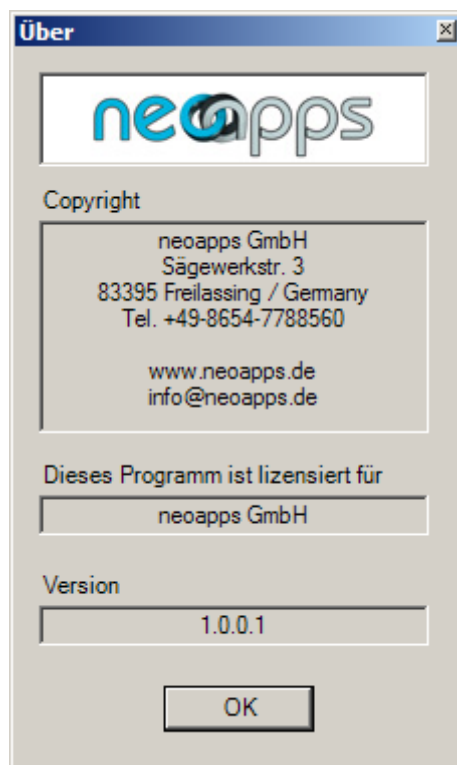 Über
neoapps
Copyright
neoapps GmbH
Sägewerkstr. 3
83395 Freilassing / Germany
Tel. +49-8654-7788560
www.neoapps.de
info@neoapps.de
Dieses Programm ist lizensiert für
neoapps GmbH
Version
1.0.0.1
OK